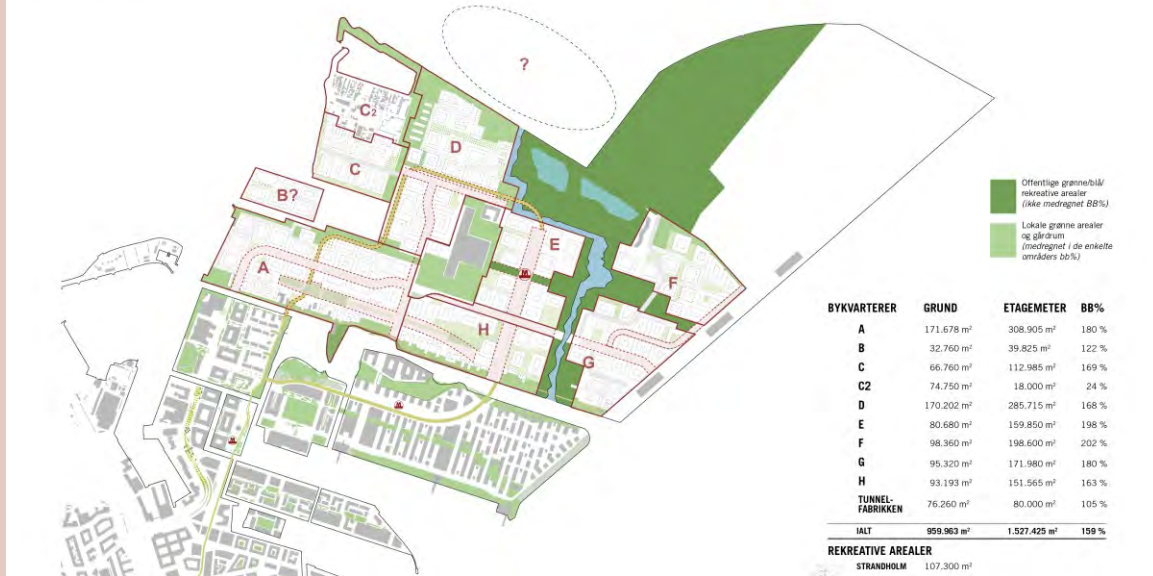 ?
C2
D
C
B?
E
A
F
H
G
Offentlige grønne/blå/
rekreative arealer
(ikke medregnet BB%)
Lokale grønne arealer
og gårdrum
(medregnet i de enkelte
områders bb%)
BYKVARTERER GRUND ETAGEMETER BB%
A 171.678 m² 308.905 m² 180 %
B 32.760 m² 39.825 m² 122 %
C 66.760 m² 112.985 m² 169 %
C2 74.750 m² 18.000 m² 24 %
D 170.202 m² 285.715 m² 168 %
E 80.680 m² 159.850 m² 198 %
F 98.360 m² 198.600 m² 202 %
G 95.320 m² 171.980 m² 180 %
H 93.193 m² 151.565 m² 163 %
TUNNEL-
FABRIKKEN 76.260 m² 80.000 m² 105 %
IALT 959.963 m² 1.527.425 m² 159 %
REKREATIVE AREALER
STRANDHOLM 107.300 m²